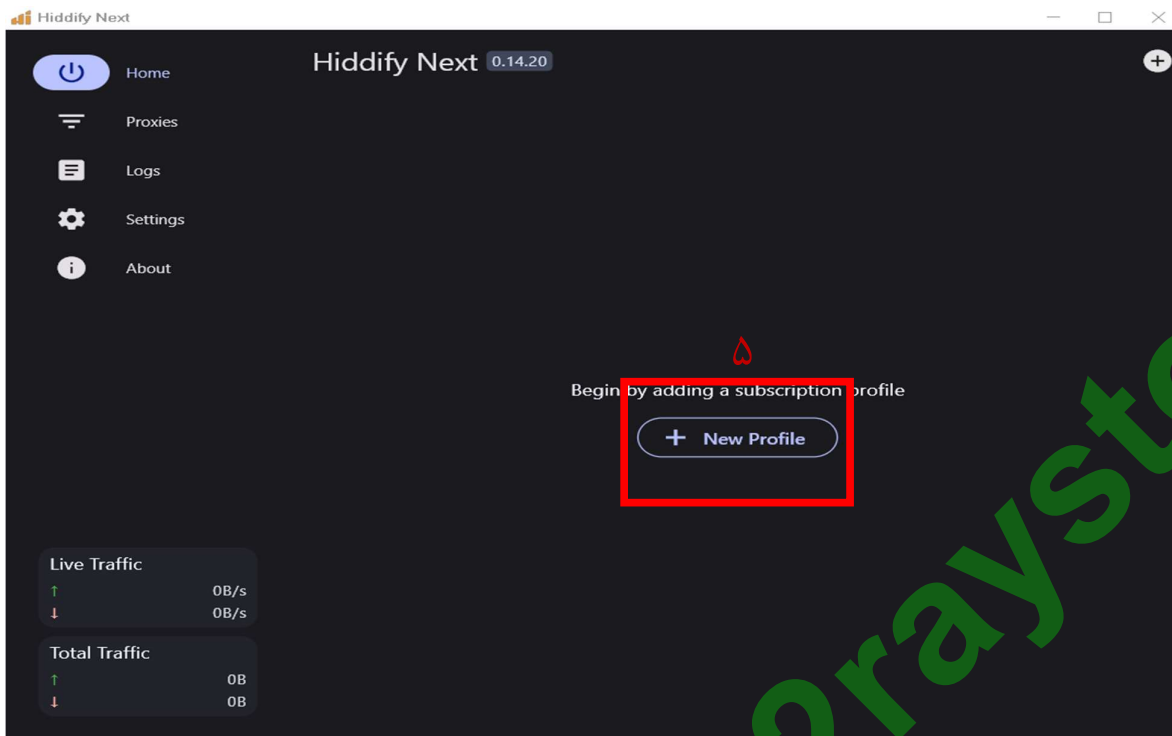 Hiddify Next
Hiddify Next 0.14.20
Home
Proxies
Logs
Settings
About
۵
Begin by adding a subscription profile
+ New Profile
Live Traffic
↑ 0B/s
↓ 0B/s
Total Traffic
↑ 0B
↓ 0B